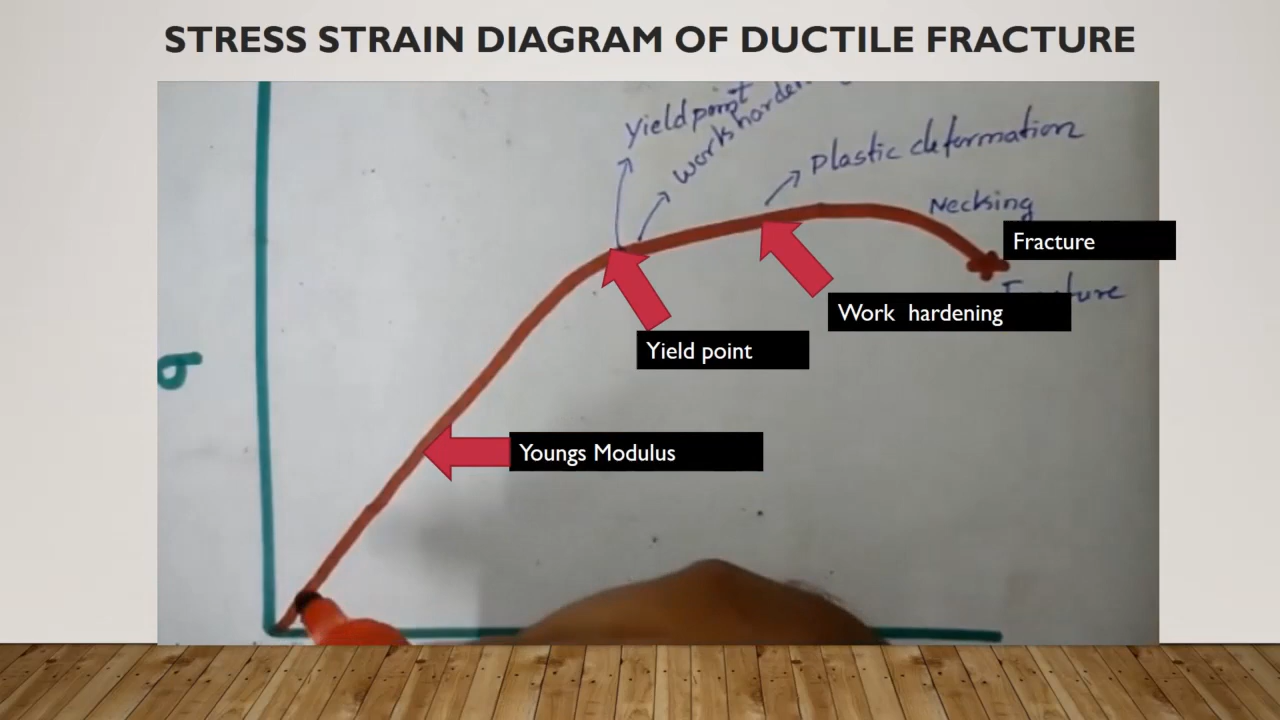 STRESS STRAIN DIAGRAM OF DUCTILE FRACTURE
Yield point
Plastic deformation
Necking
Fracture
Work hardening
Yield point
Youngs Modulus
σ